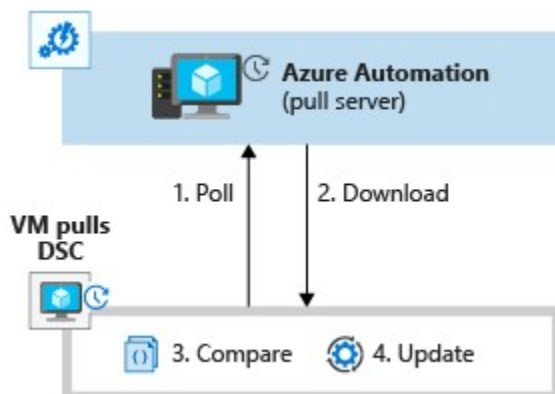 Azure Automation
(pull server)
1. Poll
2. Download
VM pulls
DSC
3. Compare
4. Update